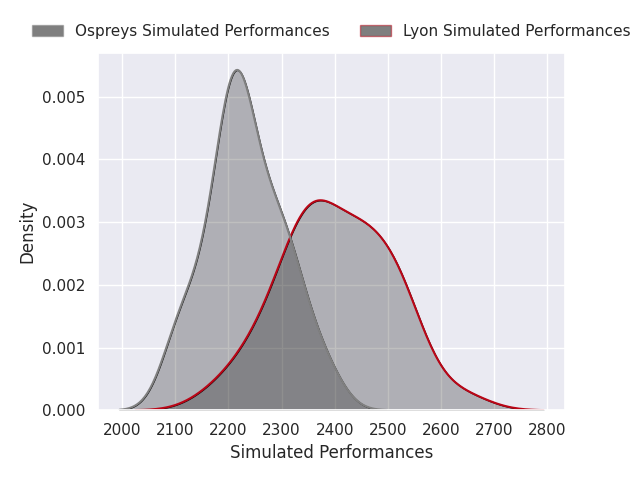 Ospreys Simulated Performances Lyon Simulated Performances
0.005
0.004
0.003
0.002
0.001
0.000
Density
2000 2100 2200 2300 2400 2500 2600 2700 2800
Simulated Performances